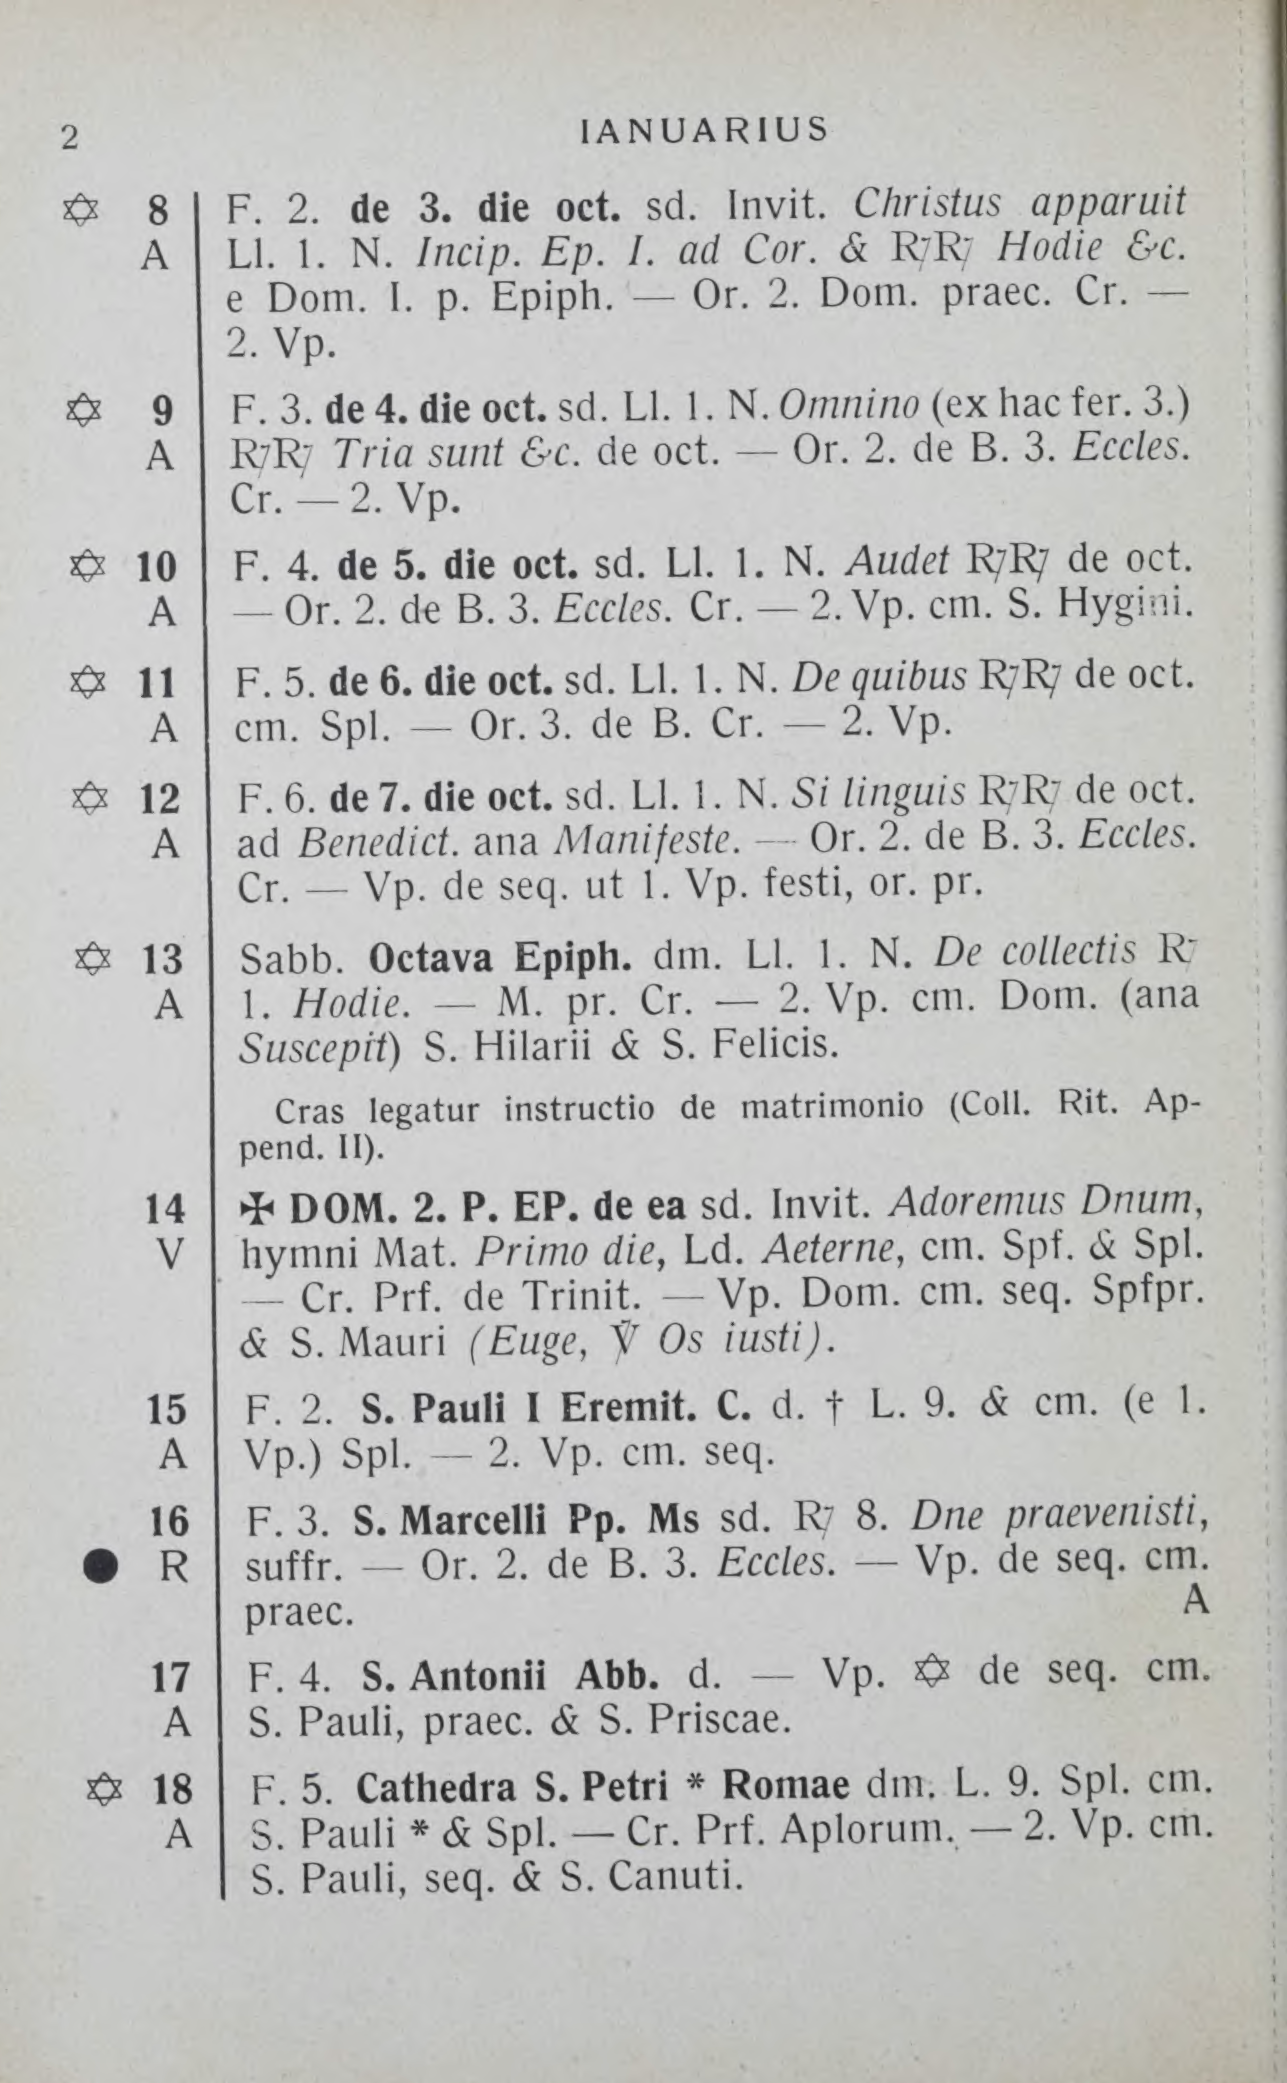 2 IANUARIUS
✡ 8 F. 2. de 3. die oct. sd. Invit. Christus apparuit
A Ll. 1. N. Incip. Ep. I. ad Cor. & ℟℟ Hodie &c.
e Dom. I. p. Epiph. — Or. 2. Dom. praec. Cr. —
2. Vp.
✡ 9 F. 3. de 4. die oct. sd. Ll. 1. N. Omnino (ex hac fer. 3.)
A ℟℟ Tria sunt &c. de oct. — Or. 2. de B. 3. Eccles.
Cr. — 2. Vp.
✡ 10 F. 4. de 5. die oct. sd. Ll. 1. N. Audet ℟℟ de oct.
A — Or. 2. de B. 3. Eccles. Cr. — 2. Vp. cm. S. Hygini.
✡ 11 F. 5. de 6. die oct. sd. Ll. 1. N. De quibus ℟℟ de oct.
A cm. Spl. — Or. 3. de B. Cr. — 2. Vp.
✡ 12 F. 6. de 7. die oct. sd. Ll. 1. N. Si linguis ℟℟ de oct.
A ad Benedict. ana Manifeste. — Or. 2. de B. 3. Eccles.
Cr. — Vp. de seq. ut 1. Vp. festi, or. pr.
✡ 13 Sabb. Octava Epiph. dm. Ll. 1. N. De collectis ℟
A 1. Hodie. — M. pr. Cr. — 2. Vp. cm. Dom. (ana
Suscepit) S. Hilarii & S. Felicis.
Cras legatur instructio de matrimonio (Coll. Rit. Ap-
pend. II).
14 ✠ DOM. 2. P. EP. de ea sd. Invit. Adoremus Dnum,
V hymni Mat. Primo die, Ld. Aeterne, cm. Spf. & Spl.
— Cr. Prf. de Trinit. — Vp. Dom. cm. seq. Spfpr.
& S. Mauri (Euge, ℣ Os iusti).
15 F. 2. S. Pauli I Eremit. C. d. † L. 9. & cm. (e 1.
A Vp.) Spl. — 2. Vp. cm. seq.
16 F. 3. S. Marcelli Pp. Ms sd. ℟ 8. Dne praevenisti,
● R suffr. — Or. 2. de B. 3. Eccles. — Vp. de seq. cm.
praec. A
17 F. 4. S. Antonii Abb. d. — Vp. ✡ de seq. cm.
A S. Pauli, praec. & S. Priscae.
✡ 18 F. 5. Cathedra S. Petri * Romae dm. L. 9. Spl. cm.
A S. Pauli * & Spl. — Cr. Prf. Aplorum. — 2. Vp. cm.
S. Pauli, seq. & S. Canuti.